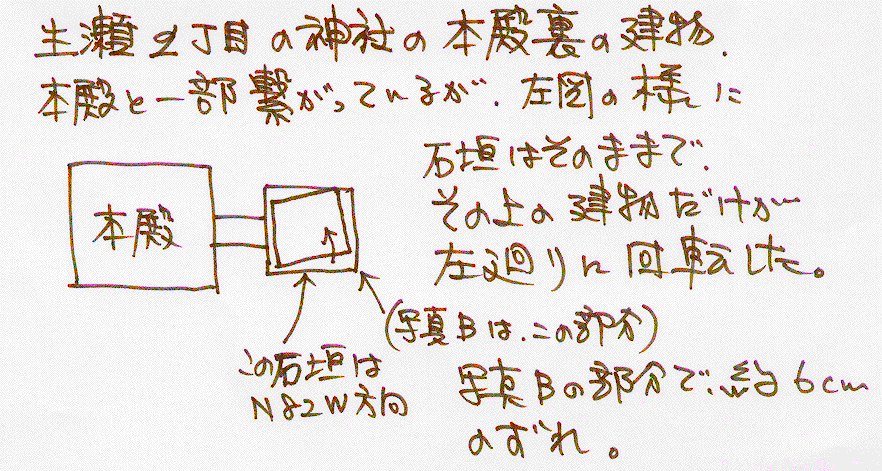 生瀬2丁目の神社の本殿裏の建物.
本殿と一部繋がっているが、左図の様に
石垣はそのままで、
その上の建物だけが
左廻りに回転した。
本殿
(写真Bは、この部分)
この石垣は
N82W方向
写真Bの部分で、約6cm
のずれ。